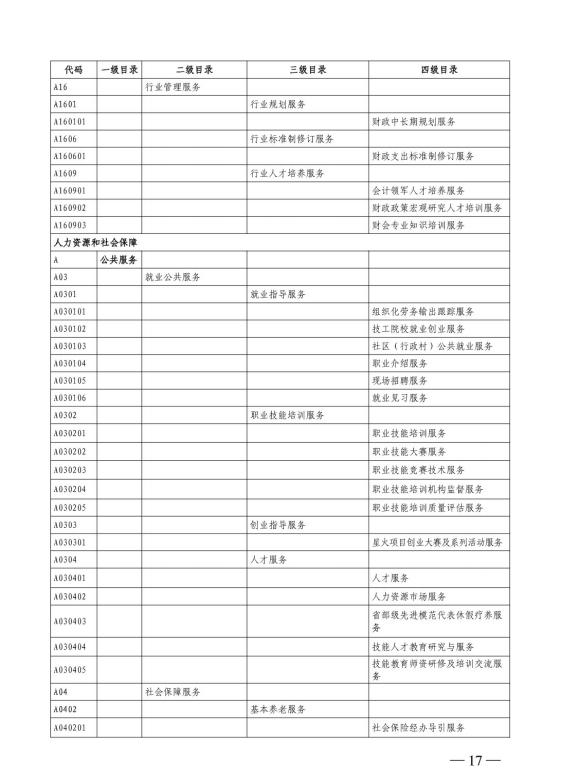 代码 一级目录 二级目录 三级目录 四级目录
A16 行业管理服务
A1601 行业规划服务
A160101 财政中长期规划服务
A1606 行业标准制修订服务
A160601 财政支出标准制修订服务
A1609 行业人才培养服务
A160901 会计领军人才培养服务
A160902 财政政策宏观研究人才培训服务
A160903 财会专业知识培训服务
人力资源和社会保障
A 公共服务
A03 就业公共服务
A0301 就业指导服务
A030101 组织化劳务输出跟踪服务
A030102 技工院校就业创业服务
A030103 社区（行政村）公共就业服务
A030104 职业介绍服务
A030105 现场招聘服务
A030106 就业见习服务
A0302 职业技能培训服务
A030201 职业技能培训服务
A030202 职业技能大赛服务
A030203 职业技能竞赛技术服务
A030204 职业技能培训机构监督服务
A030205 职业技能培训质量评估服务
A0303 创业指导服务
A030301 星火项目创业大赛及系列活动服务
A0304 人才服务
A030401 人才服务
A030402 人力资源市场服务
A030403 省部级先进模范代表休假疗养服
务
A030404 技能人才教育研究与服务
A030405 技能教育师资研修及培训交流服
务
A04 社会保障服务
A0402 基本养老服务
A040201 社会保险经办导引服务
— 17 —